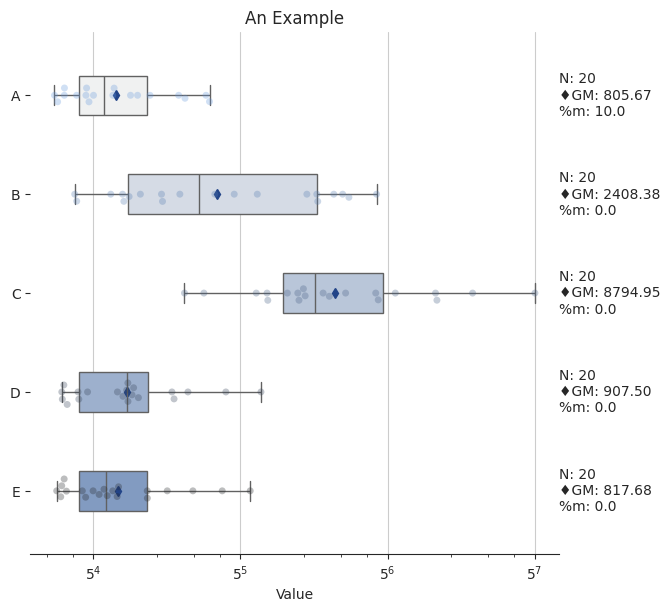 An Example
A
N: 20
♦GM: 805.67
%m: 10.0
B
N: 20
♦GM: 2408.38
%m: 0.0
C
N: 20
♦GM: 8794.95
%m: 0.0
D
N: 20
♦GM: 907.50
%m: 0.0
E
N: 20
♦GM: 817.68
%m: 0.0
5⁴ 5⁵ 5⁶ 5⁷
Value